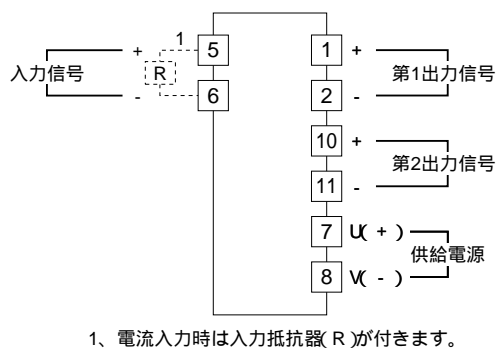 入力信号
+
-
1
R
5
6
1 +
2 -
第1出力信号
10 +
11 -
第2出力信号
7 U( + )
8 V( - )
供給電源
1、電流入力時は入力抵抗器( R )が付きます。